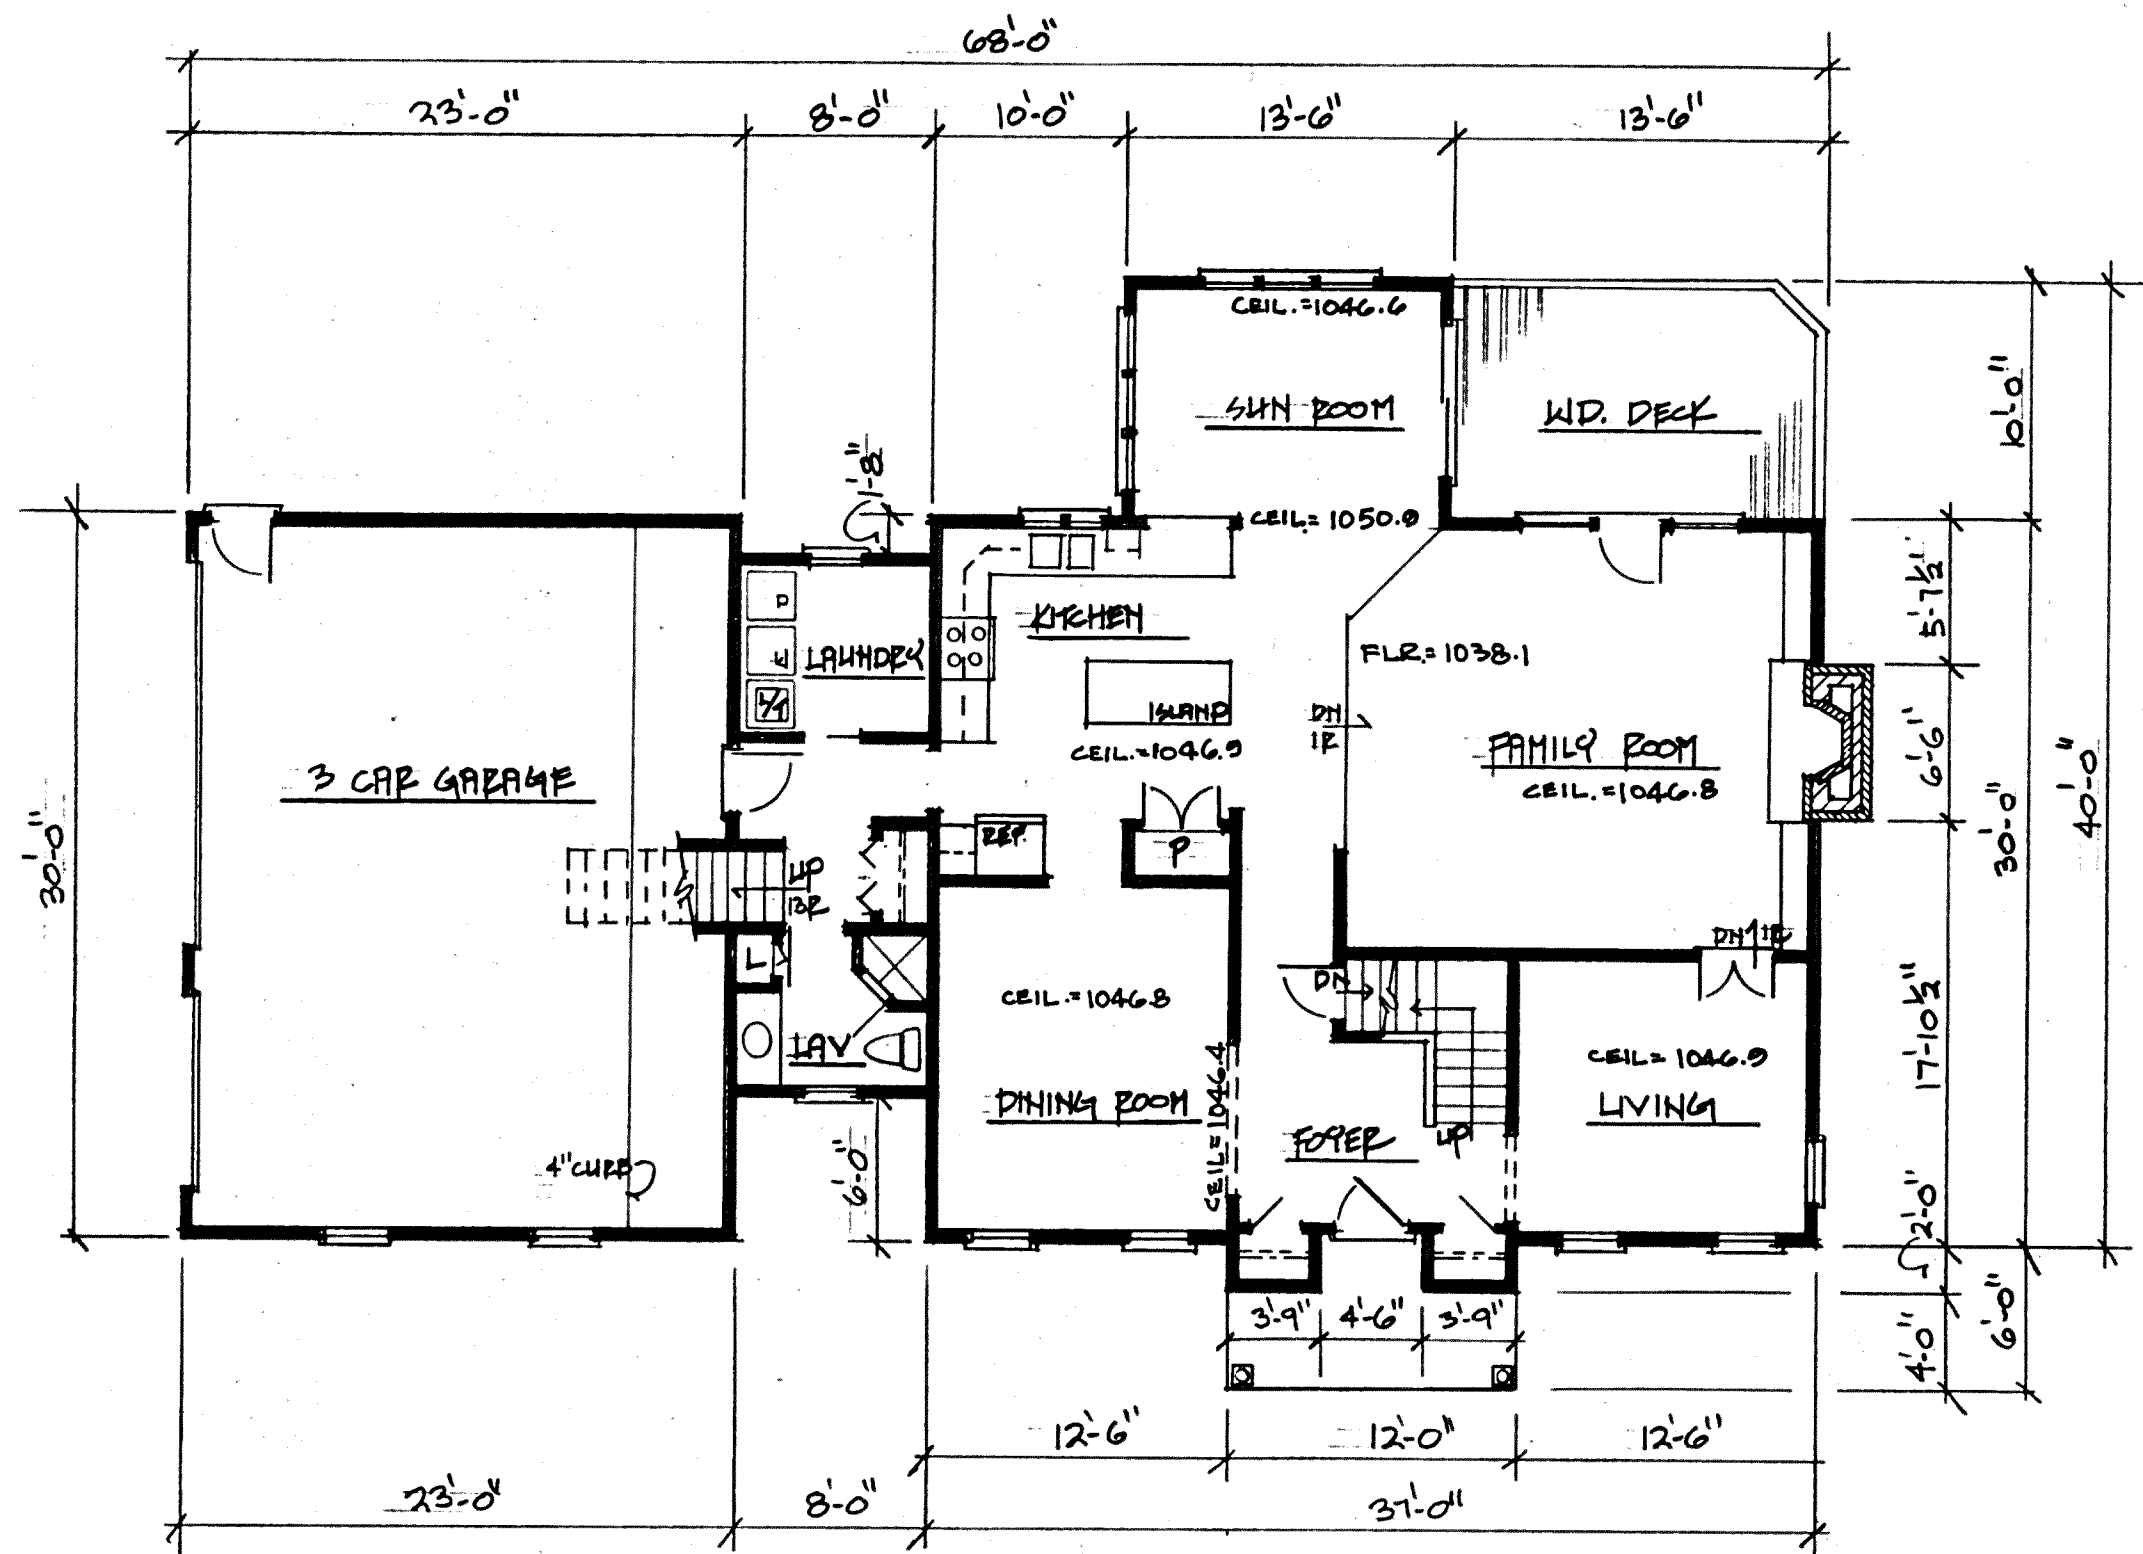 68'-0"
23'-0"
8'-0"
10'-0"
13'-6"
13'-6"
CEIL.=1046.6
SUN ROOM
WD. DECK
10'-0"
1'-8"
CEIL= 1050.9
5'-7½"
D
LAUNDRY
KITCHEN
FLR.= 1038.1
L/T
ISLAND
DN
1R
CEIL.=1046.9
FAMILY ROOM
CEIL.=1046.8
6'-6"
3 CAR GARAGE
30'-0"
30'-0"
40'-0"
REF.
P
UP
DN 1R
L
DN
CEIL.=1046.8
17'-10½"
LAV
CEIL= 1046.9
DINING ROOM
CEIL=1046.4
LIVING
FOYER
UP
4" CURB
6'-0"
2'-0"
3'-9"
4'-6"
3'-9"
4'-0"
6'-0"
12'-6"
12'-0"
12'-6"
23'-0"
8'-0"
37'-0"